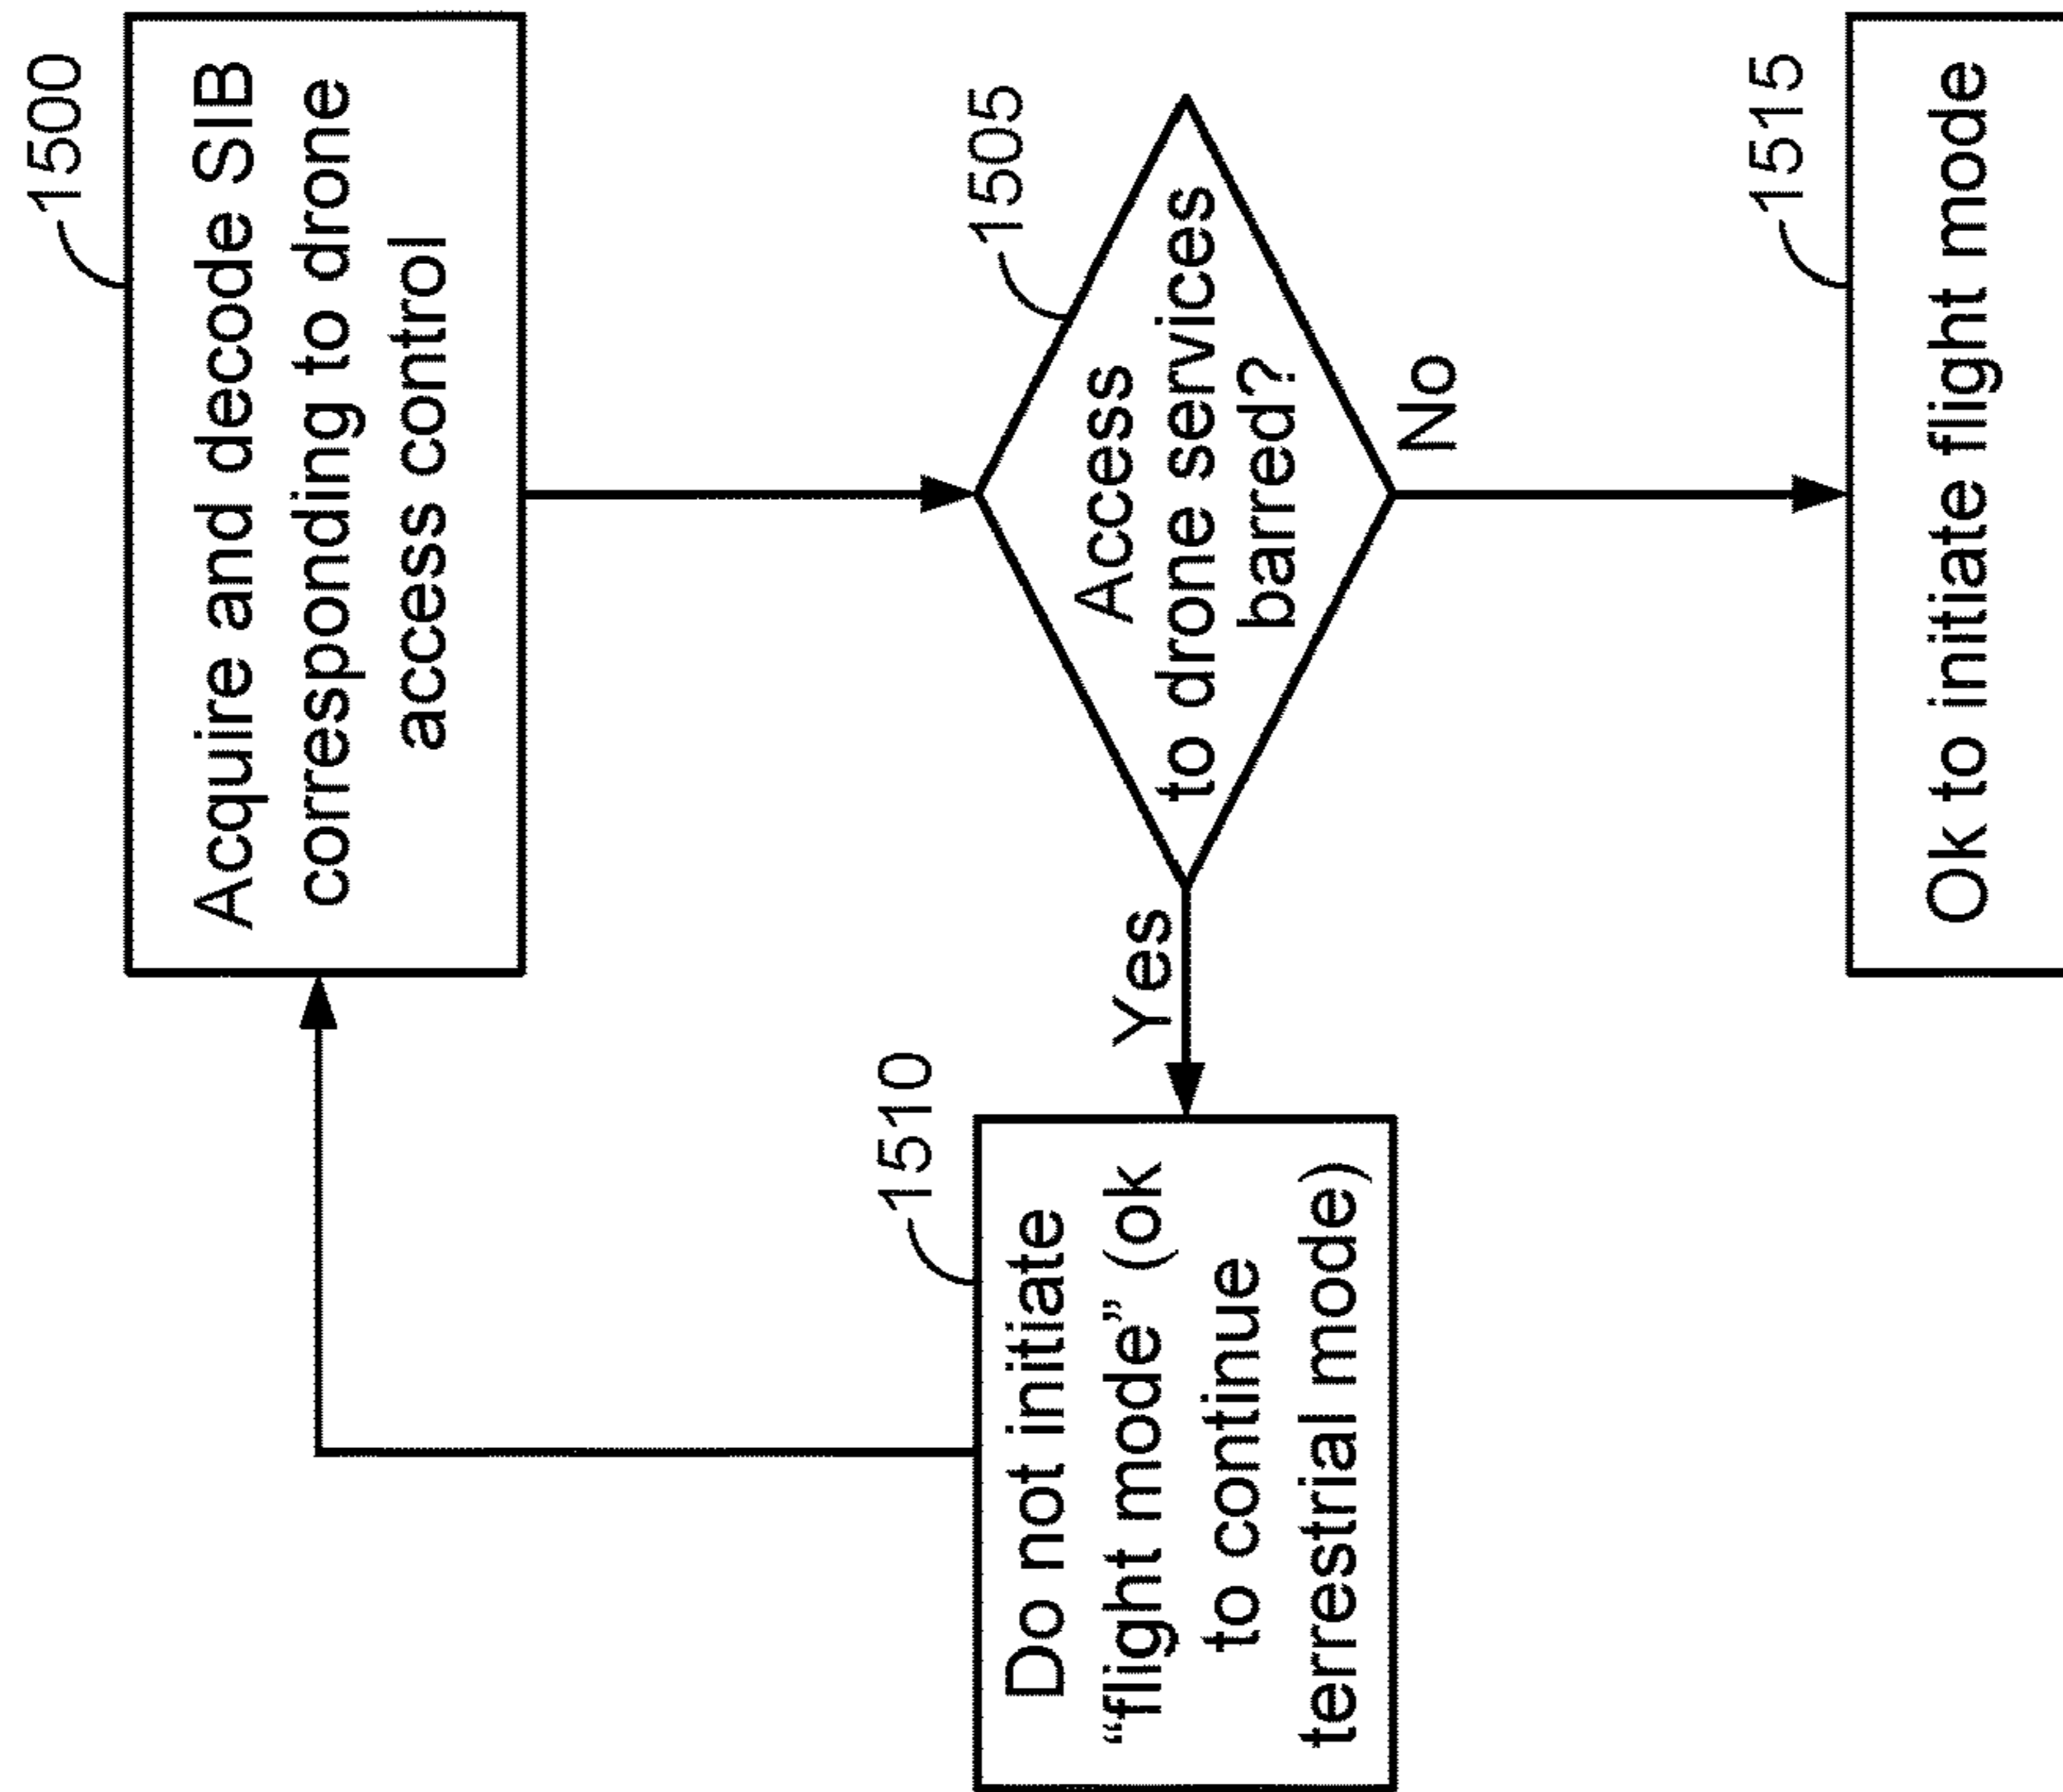 1500
Acquire and decode SIB
corresponding to drone
access control
1505
Access
to drone services
barred?
Yes
No
1510
Do not initiate
“flight mode” (ok
to continue
terrestrial mode)
1515
Ok to initiate flight mode